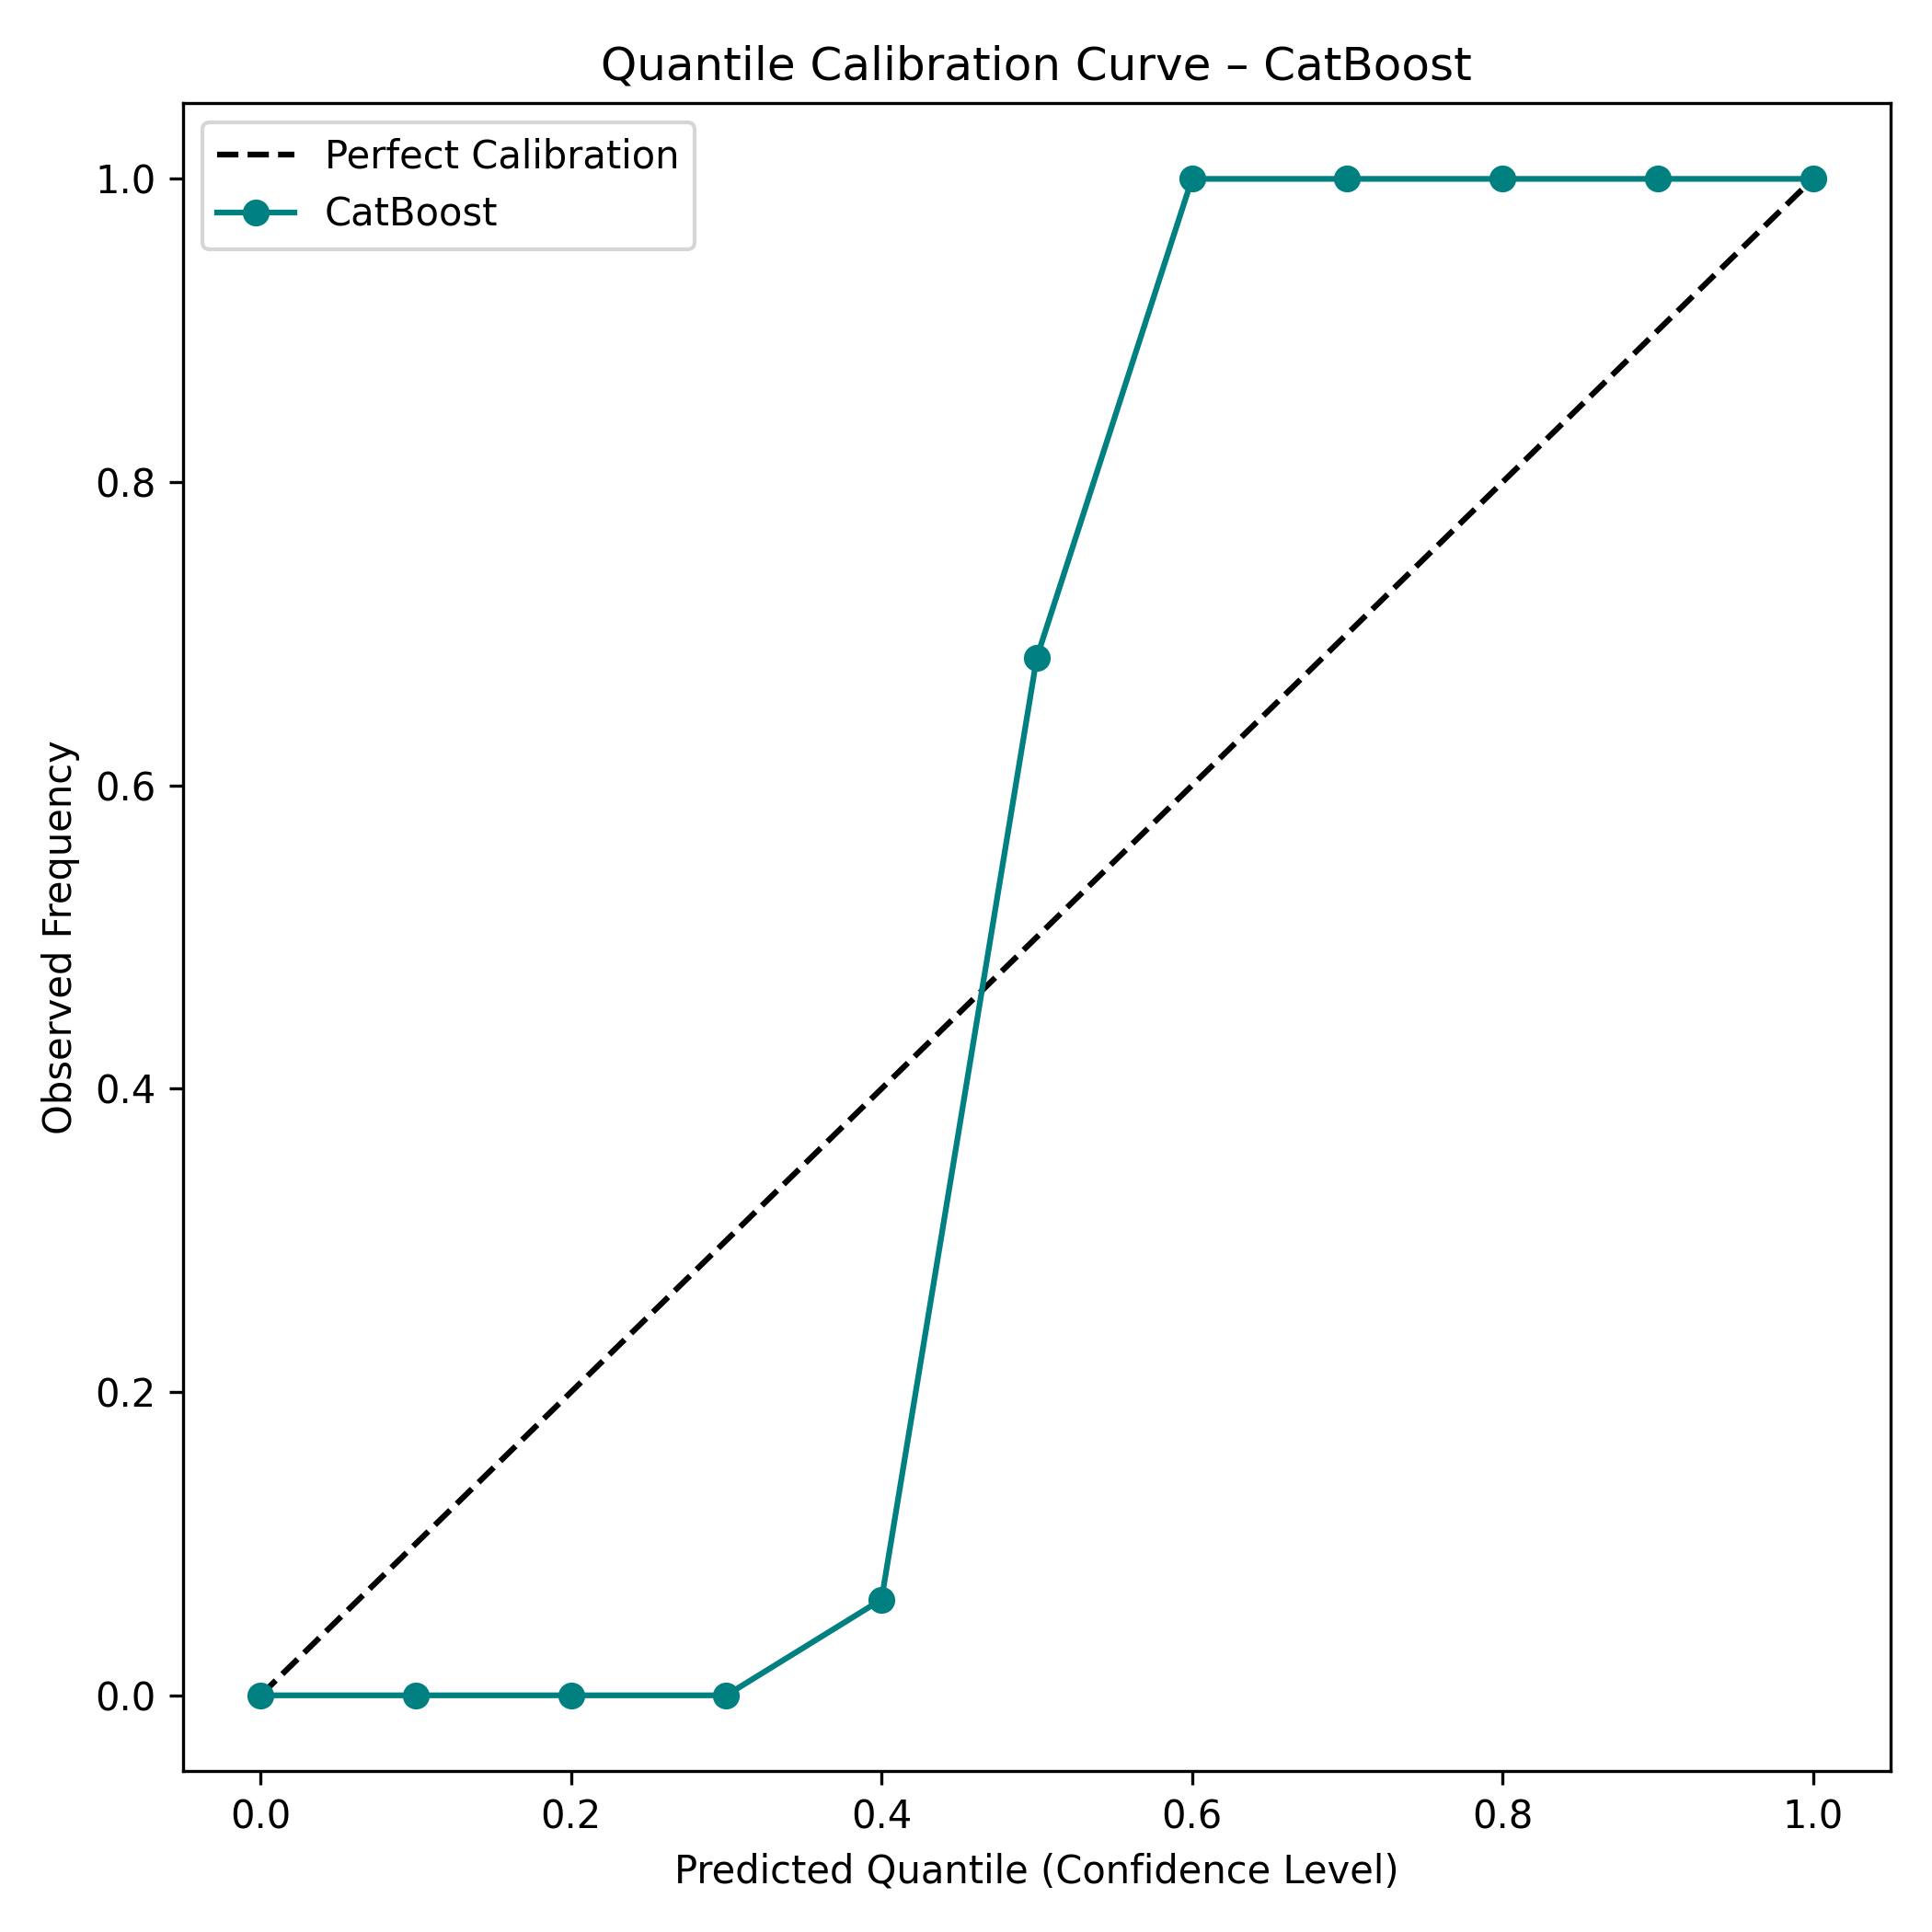 Quantile Calibration Curve – CatBoost
Perfect Calibration
CatBoost
1.0
0.8
0.6
0.4
0.2
0.0
Observed Frequency
0.0 0.2 0.4 0.6 0.8 1.0
Predicted Quantile (Confidence Level)